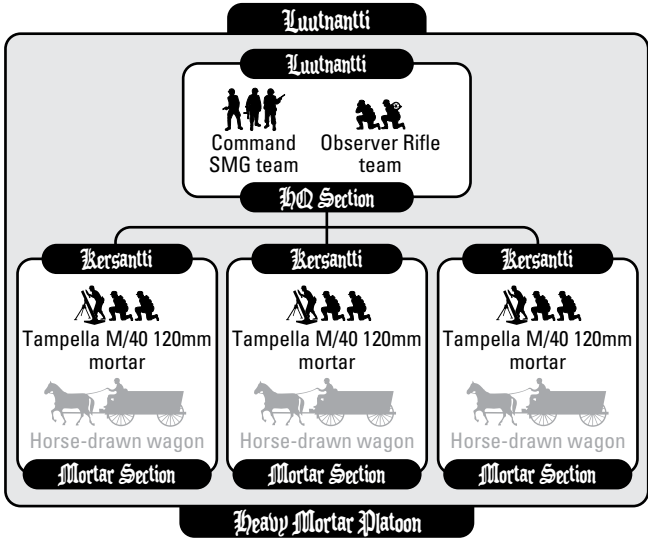 Luutnantti
Luutnantti
Command
SMG team
Observer Rifle
team
HQ Section
Kersantti
Tampella M/40 120mm
mortar
Horse-drawn wagon
Mortar Section
Kersantti
Tampella M/40 120mm
mortar
Horse-drawn wagon
Mortar Section
Kersantti
Tampella M/40 120mm
mortar
Horse-drawn wagon
Mortar Section
Heavy Mortar Platoon